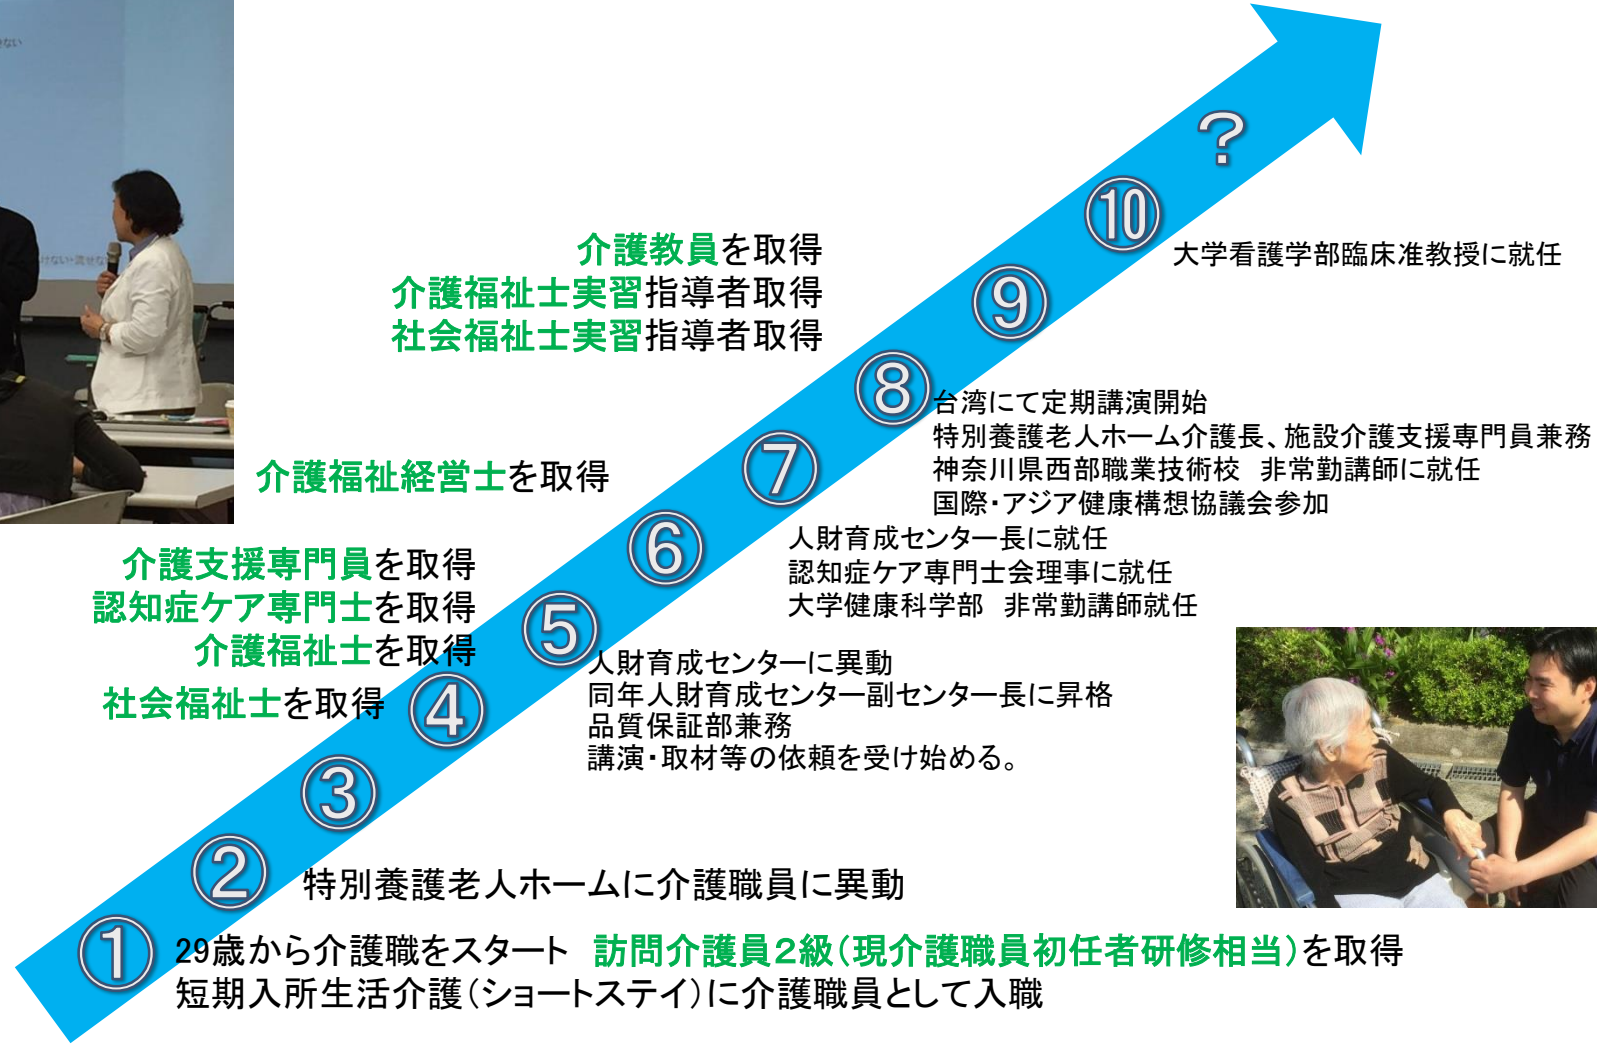 せない
けない・流せな
?
⑩
大学看護学部臨床准教授に就任
介護教員を取得
介護福祉士実習指導者取得
社会福祉士実習指導者取得
⑨
⑧
台湾にて定期講演開始
特別養護老人ホーム介護長、施設介護支援専門員兼務
神奈川県西部職業技術校 非常勤講師に就任
国際・アジア健康構想協議会参加
⑦
介護福祉経営士を取得
⑥
人財育成センター長に就任
認知症ケア専門士会理事に就任
大学健康科学部 非常勤講師就任
介護支援専門員を取得
認知症ケア専門士を取得
介護福祉士を取得
社会福祉士を取得
⑤
人財育成センターに異動
同年人財育成センター副センター長に昇格
品質保証部兼務
講演・取材等の依頼を受け始める。
④
③
②
特別養護老人ホームに介護職員に異動
①
29歳から介護職をスタート 訪問介護員2級(現介護職員初任者研修相当)を取得
短期入所生活介護(ショートステイ)に介護職員として入職